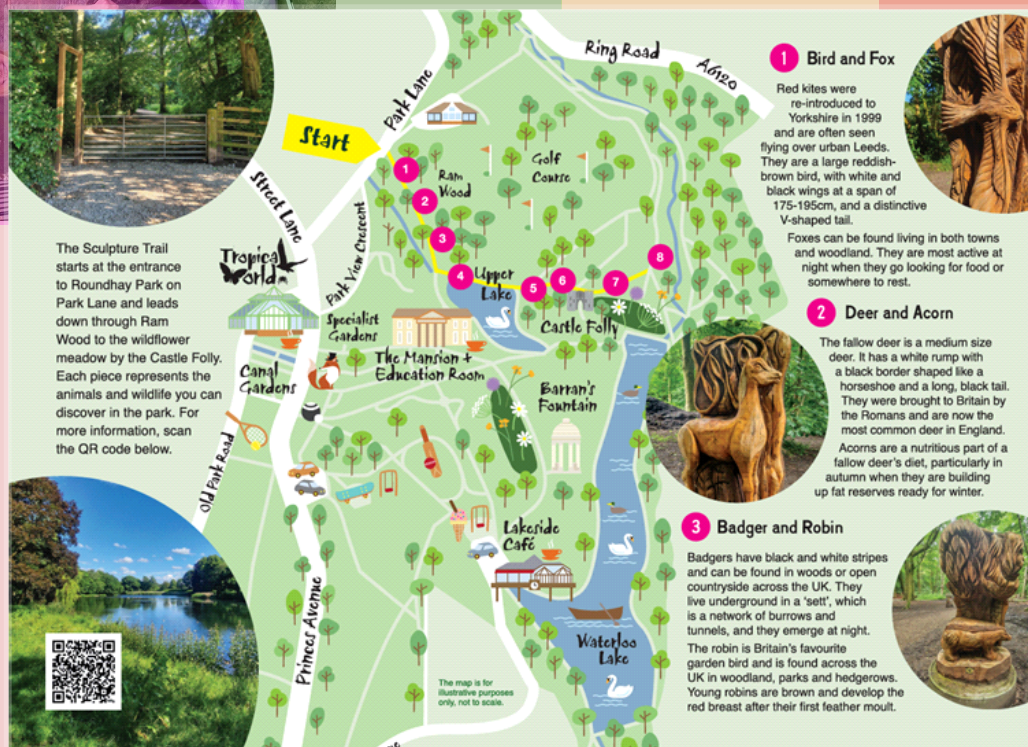 Ring Road
A6120
Park Lane
Start
Golf
Course
Ram
Wood
1
2
3
4
5
6
7
8
Street Lane
Park View Crescent
Tropical
World
Upper
Lake
Castle Folly
Specialist
Gardens
The Mansion +
Education Room
Canal
Gardens
Barran's
Fountain
Old Park Road
Lakeside
Café
Princes Avenue
Waterloo
Lake
The map is for
illustrative purposes
only, not to scale.
The Sculpture Trail
starts at the entrance
to Roundhay Park on
Park Lane and leads
down through Ram
Wood to the wildflower
meadow by the Castle Folly.
Each piece represents the
animals and wildlife you can
discover in the park. For
more information, scan
the QR code below.
1 Bird and Fox
Red kites were
re-introduced to
Yorkshire in 1999
and are often seen
flying over urban Leeds.
They are a large reddish-
brown bird, with white and
black wings at a span of
175-195cm, and a distinctive
V-shaped tail.
Foxes can be found living in both towns
and woodland. They are most active at
night when they go looking for food or
somewhere to rest.
2 Deer and Acorn
The fallow deer is a medium size
deer. It has a white rump with
a black border shaped like a
horseshoe and a long, black tail.
They were brought to Britain by
the Romans and are now the
most common deer in England.
Acorns are a nutritious part of a
fallow deer's diet, particularly in
autumn when they are building
up fat reserves ready for winter.
3 Badger and Robin
Badgers have black and white stripes
and can be found in woods or open
countryside across the UK. They
live underground in a 'sett', which
is a network of burrows and
tunnels, and they emerge at night.
The robin is Britain's favourite
garden bird and is found across the
UK in woodland, parks and hedgerows.
Young robins are brown and develop the
red breast after their first feather moult.